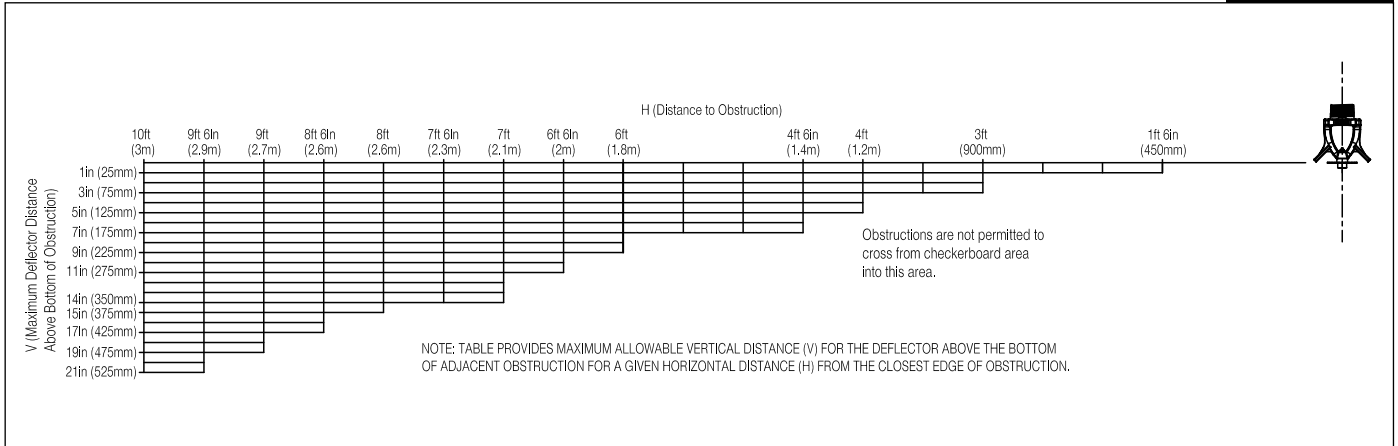 H (Distance to Obstruction)
10ft 9ft 6In 9ft 8ft 6In 8ft 7ft 6In 7ft 6ft 6in 6ft 4ft 6in 4ft 3ft 1ft 6in
(3m) (2.9m) (2.7m) (2.6m) (2.6m) (2.3m) (2.1m) (2m) (1.8m) (1.4m) (1.2m) (900mm) (450mm)
V (Maximum Deflector Distance
Above Bottom of Obstruction)
1in (25mm)
3in (75mm)
5in (125mm)
7in (175mm)
9in (225mm)
11in (275mm)
14in (350mm)
15in (375mm)
17In (425mm)
19in (475mm)
21in (525mm)
Obstructions are not permitted to
cross from checkerboard area
into this area.
NOTE: TABLE PROVIDES MAXIMUM ALLOWABLE VERTICAL DISTANCE (V) FOR THE DEFLECTOR ABOVE THE BOTTOM
OF ADJACENT OBSTRUCTION FOR A GIVEN HORIZONTAL DISTANCE (H) FROM THE CLOSEST EDGE OF OBSTRUCTION.